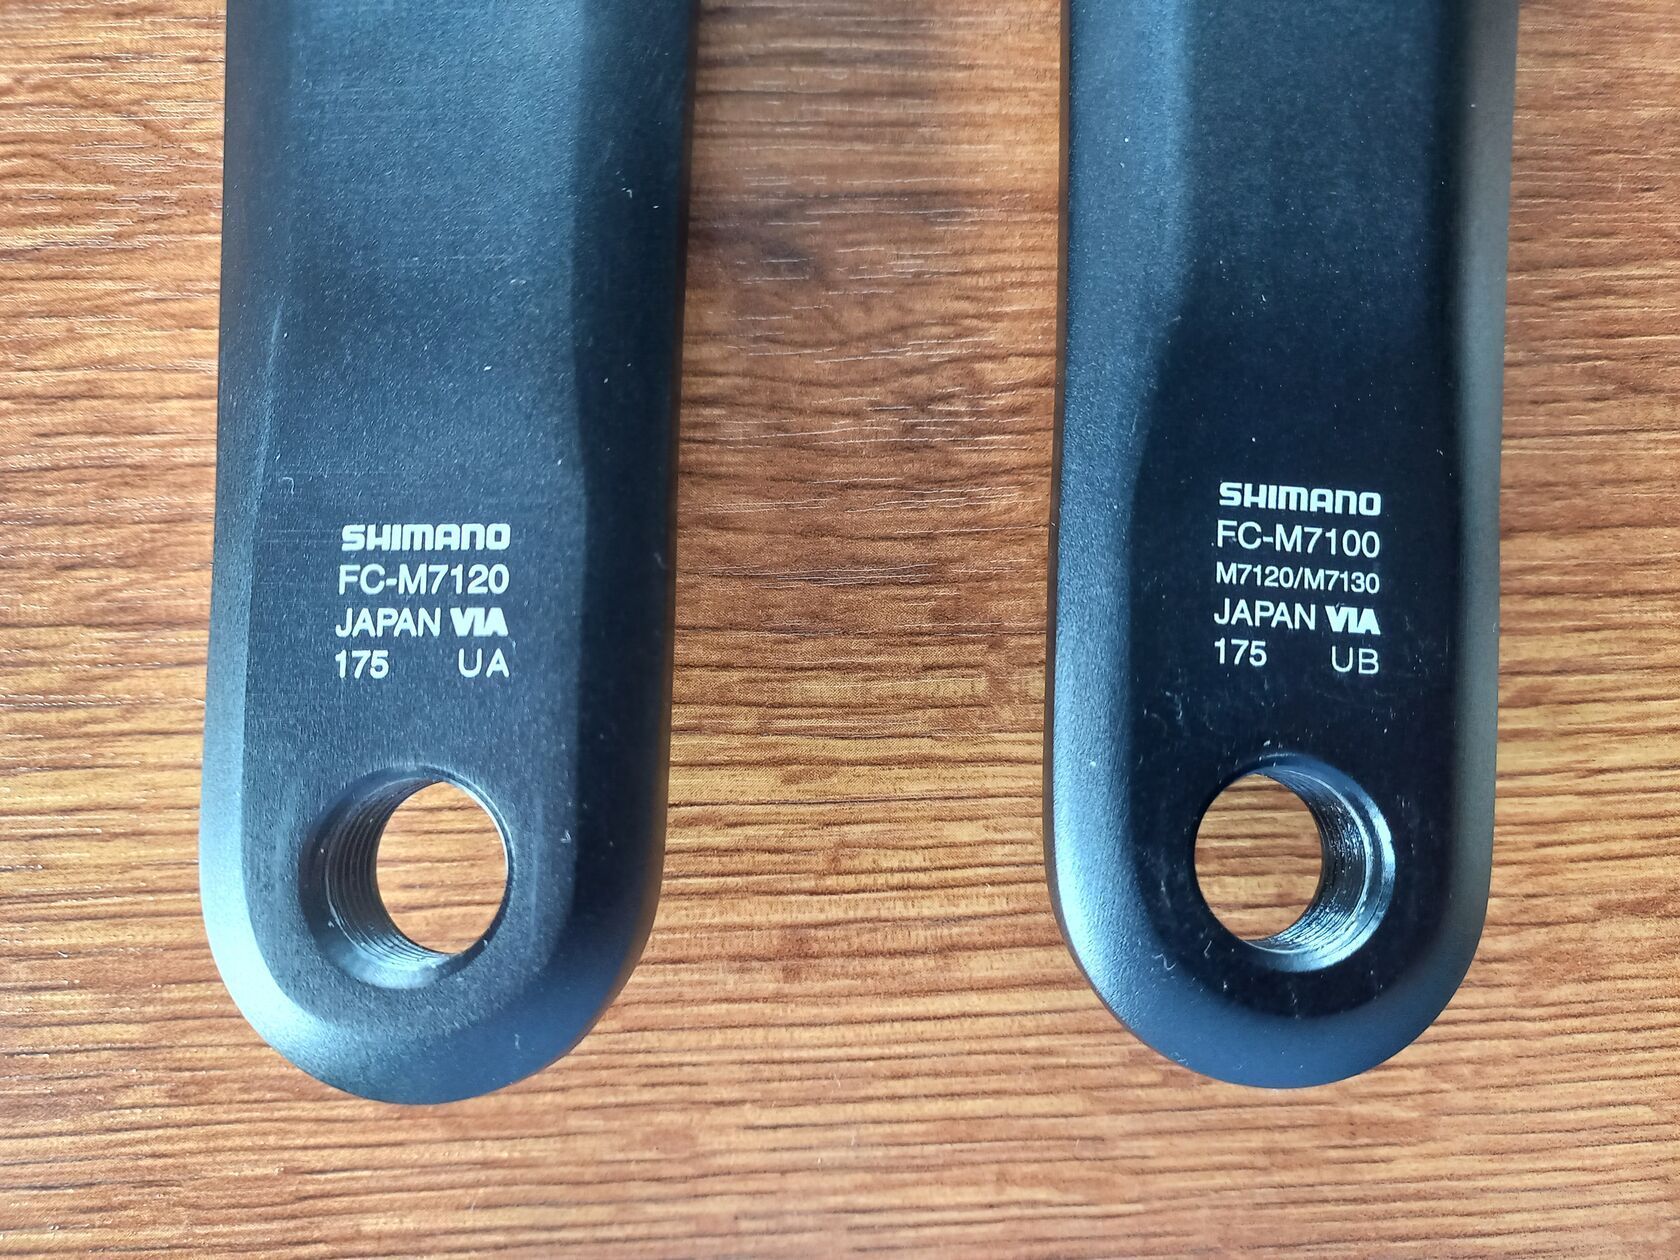 SHIMANO
FC-M7120
JAPAN VIA
175 UA
SHIMANO
FC-M7100
M7120/M7130
JAPAN VIA
175 UB